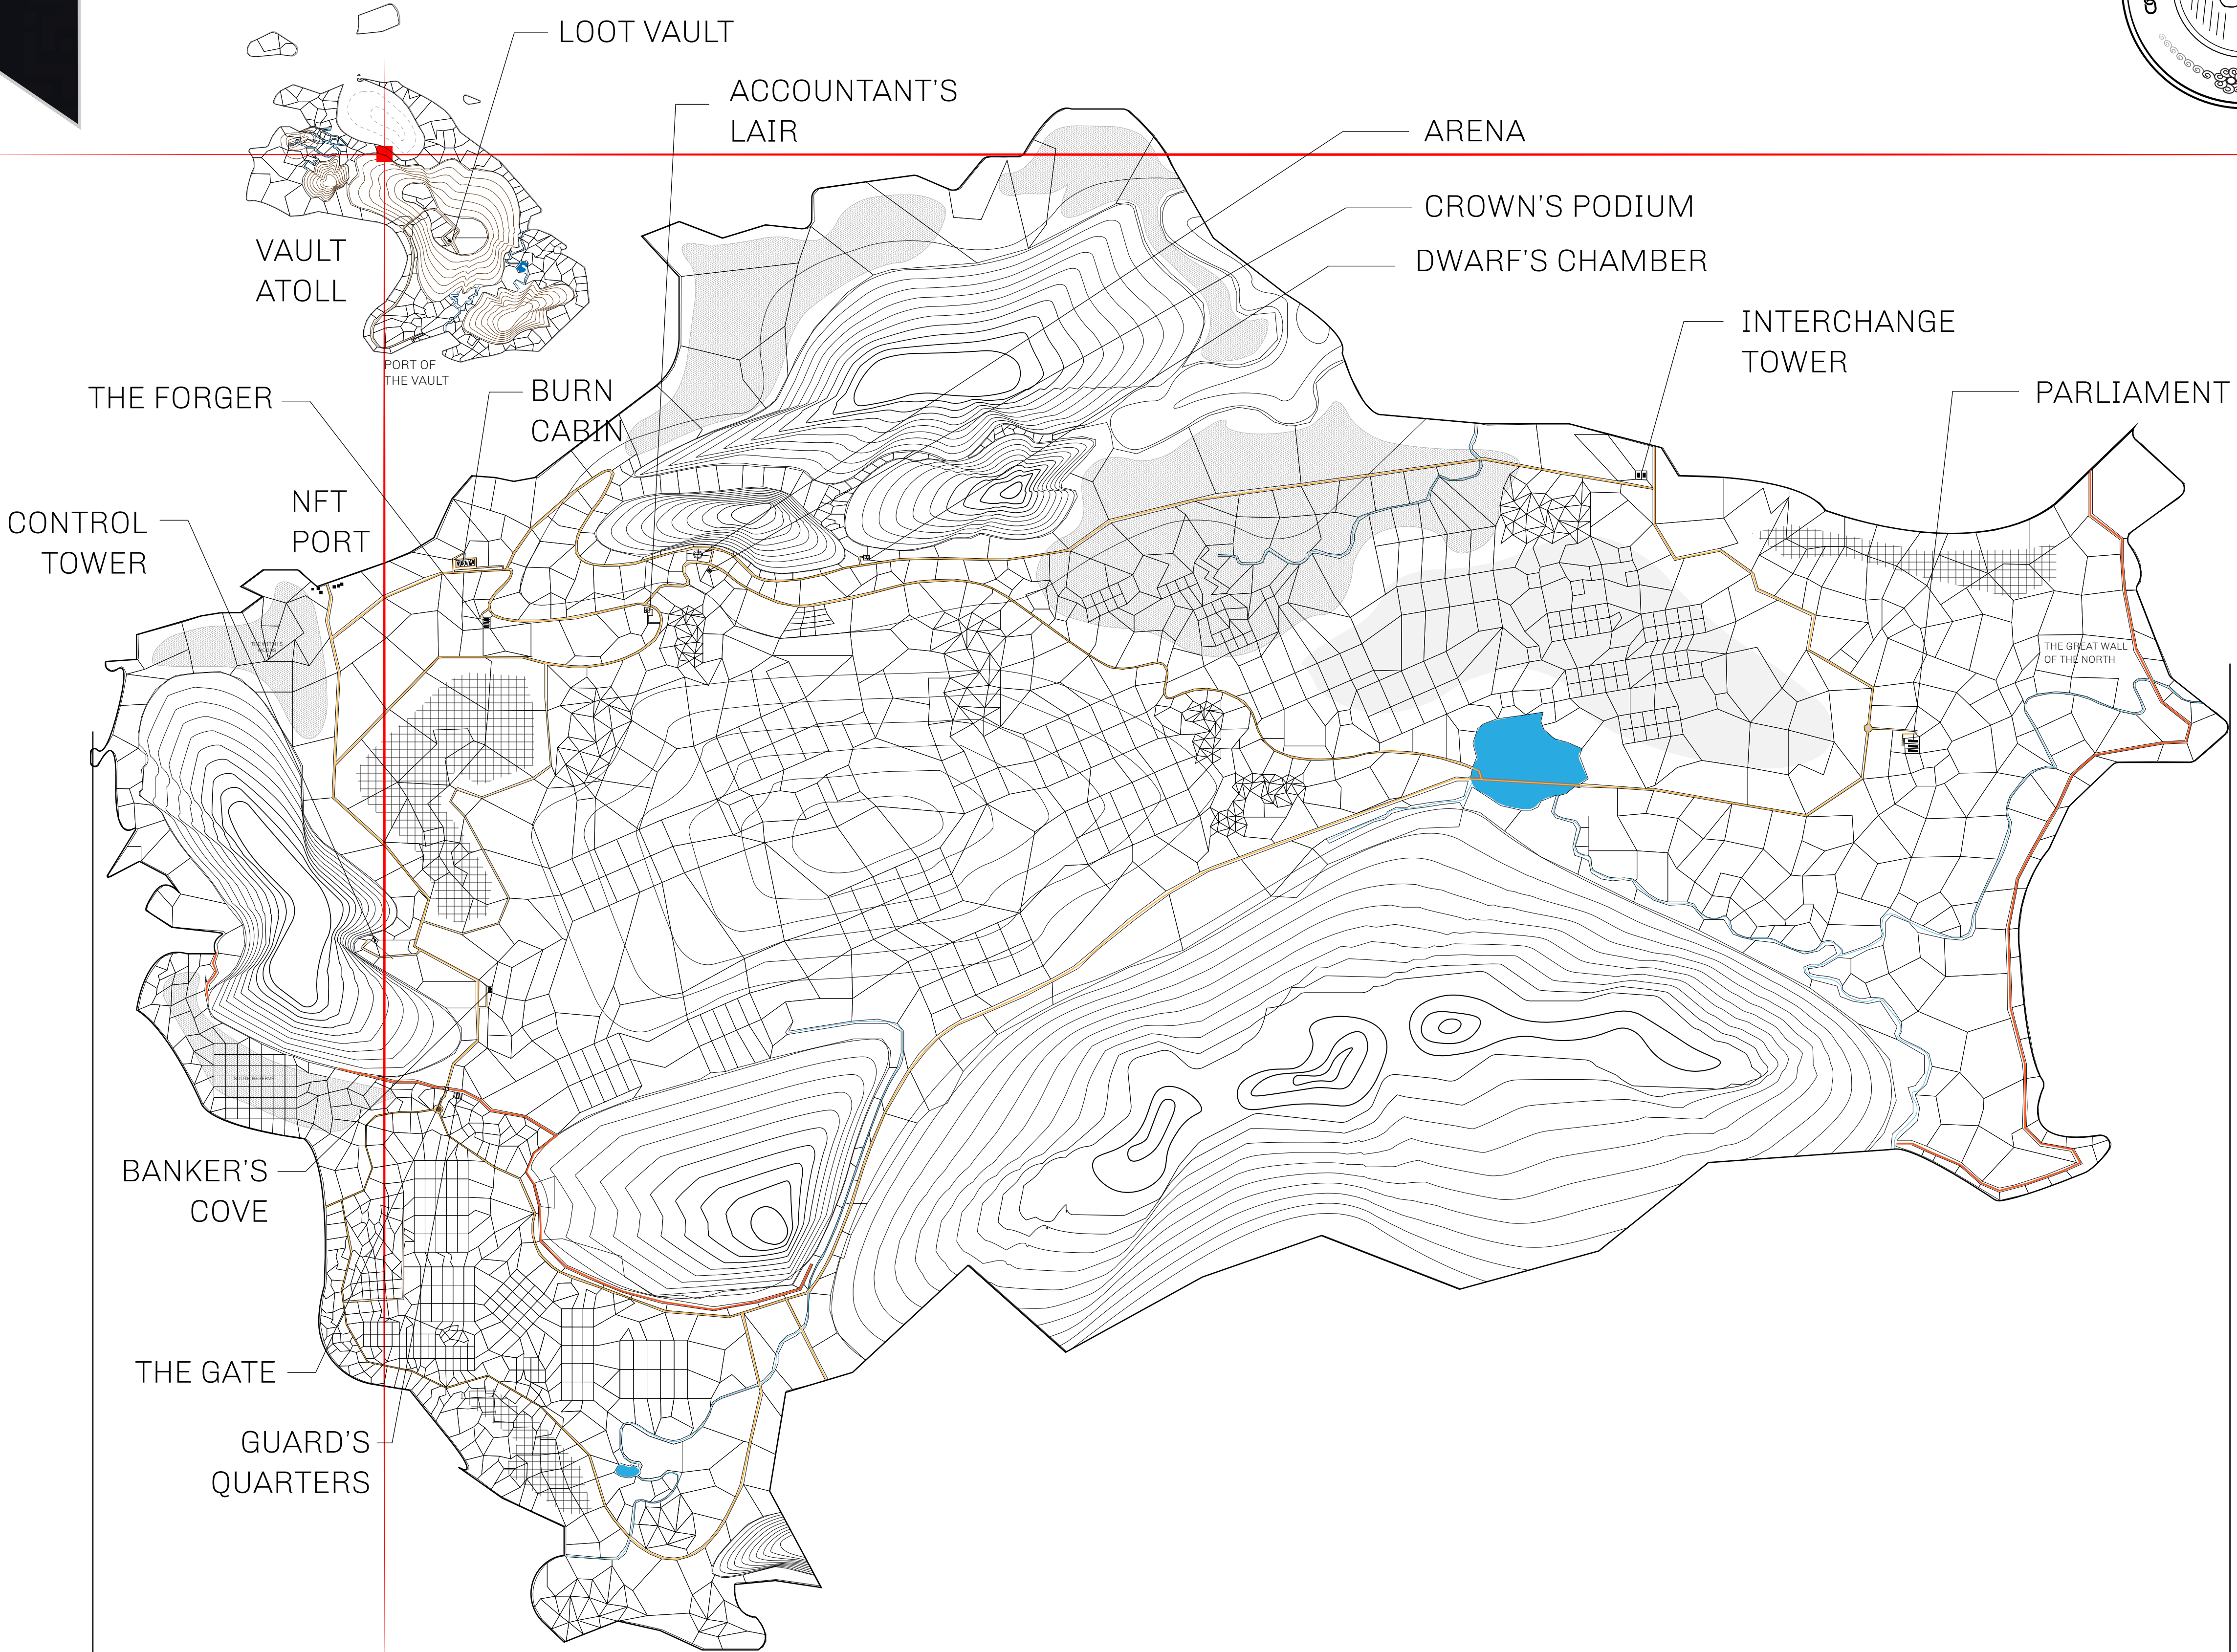 LOOT VAULT
ACCOUNTANT'S
LAIR
ARENA
CROWN'S PODIUM
VAULT
ATOLL
DWARF'S CHAMBER
INTERCHANGE
TOWER
PORT OF
THE VAULT
THE FORGER
BURN
CABIN
PARLIAMENT
NFT
PORT
CONTROL
TOWER
THE GREAT WALL
OF THE NORTH
SOUTH RESERVE
BANKER'S
COVE
THE GATE
GUARD'S
QUARTERS